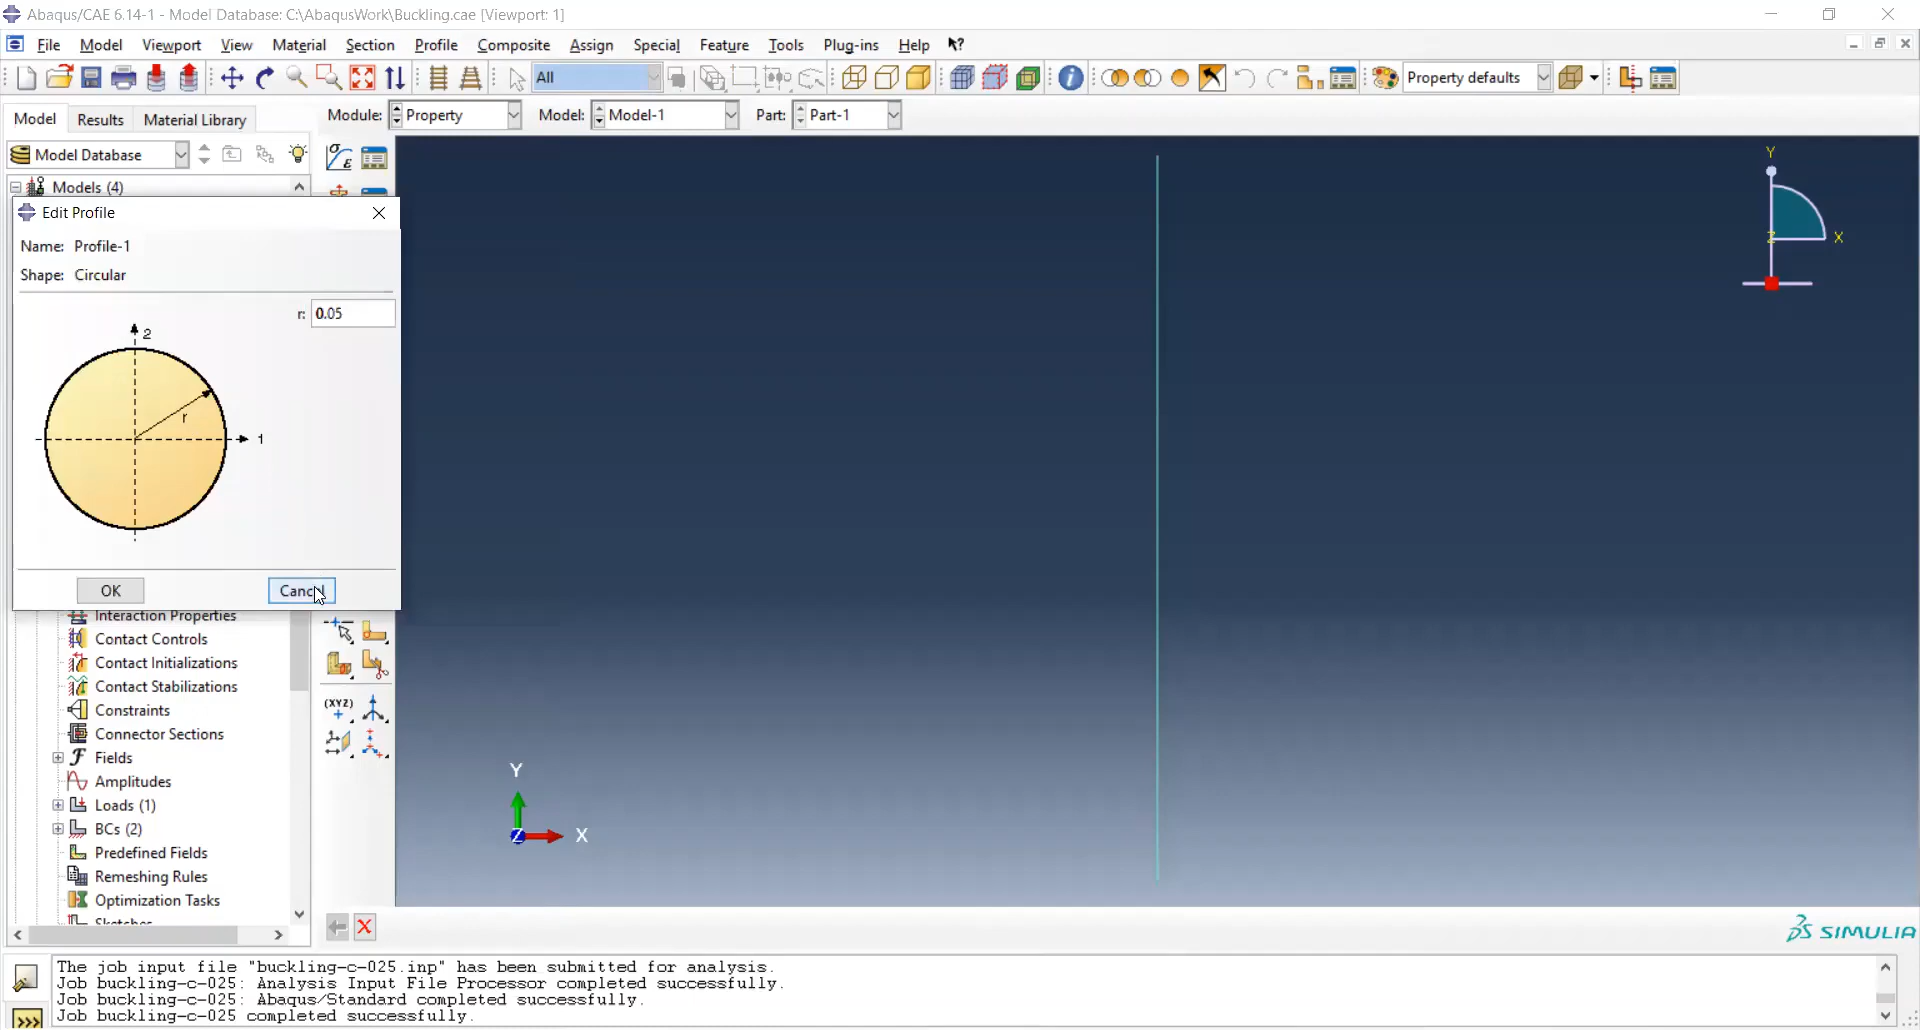 Abaqus/CAE 6.14-1 - Model Database: C:\AbaqusWork\Buckling.cae [Viewport: 1]
File Model Viewport View Material Section Profile Composite Assign Special Feature Tools Plug-ins Help
All Property defaults
Model Results Material Library Module: Property Model: Model-1 Part: Part-1
Model Database
Models (4)
Edit Profile
Name: Profile-1
Shape: Circular
r: 0.05
2
r
1
OK Cancel
Interaction Properties
Contact Controls
Contact Initializations
Contact Stabilizations
Constraints
Connector Sections
Fields
Amplitudes
Loads (1)
BCs (2)
Predefined Fields
Remeshing Rules
Optimization Tasks
Sketches
(XYZ)
Y
Z X
Y
Z X
SIMULIA
The job input file "buckling-c-025.inp" has been submitted for analysis.
Job buckling-c-025: Analysis Input File Processor completed successfully.
Job buckling-c-025: Abaqus/Standard completed successfully.
Job buckling-c-025 completed successfully.